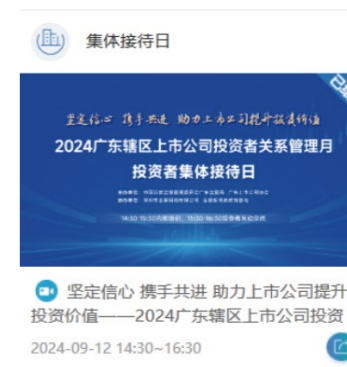 集体接待日
坚定信心 携手共进 助力上市公司提升投资价值
2024广东辖区上市公司投资者关系管理月
投资者集体接待日
坚定信心 携手共进 助力上市公司提升
投资价值——2024广东辖区上市公司投资
2024-09-12 14:30~16:30